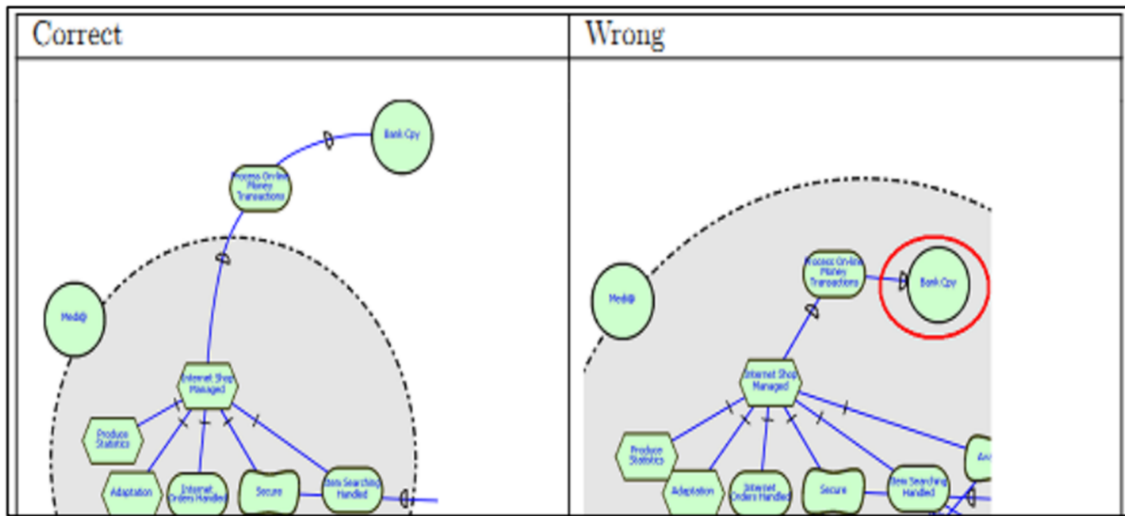 Correct
Wrong
Bank Cpy
Process On-line
Money
Transactions
Medi@
Internet Shop
Managed
Produce
Statistics
Adaptation
Internet
Orders Handled
Secure
Item Searching
Handled
Process On-line
Money
Transactions
Bank Cpy
Medi@
Internet Shop
Managed
Produce
Statistics
Adaptation
Internet
Orders Handled
Secure
Item Searching
Handled